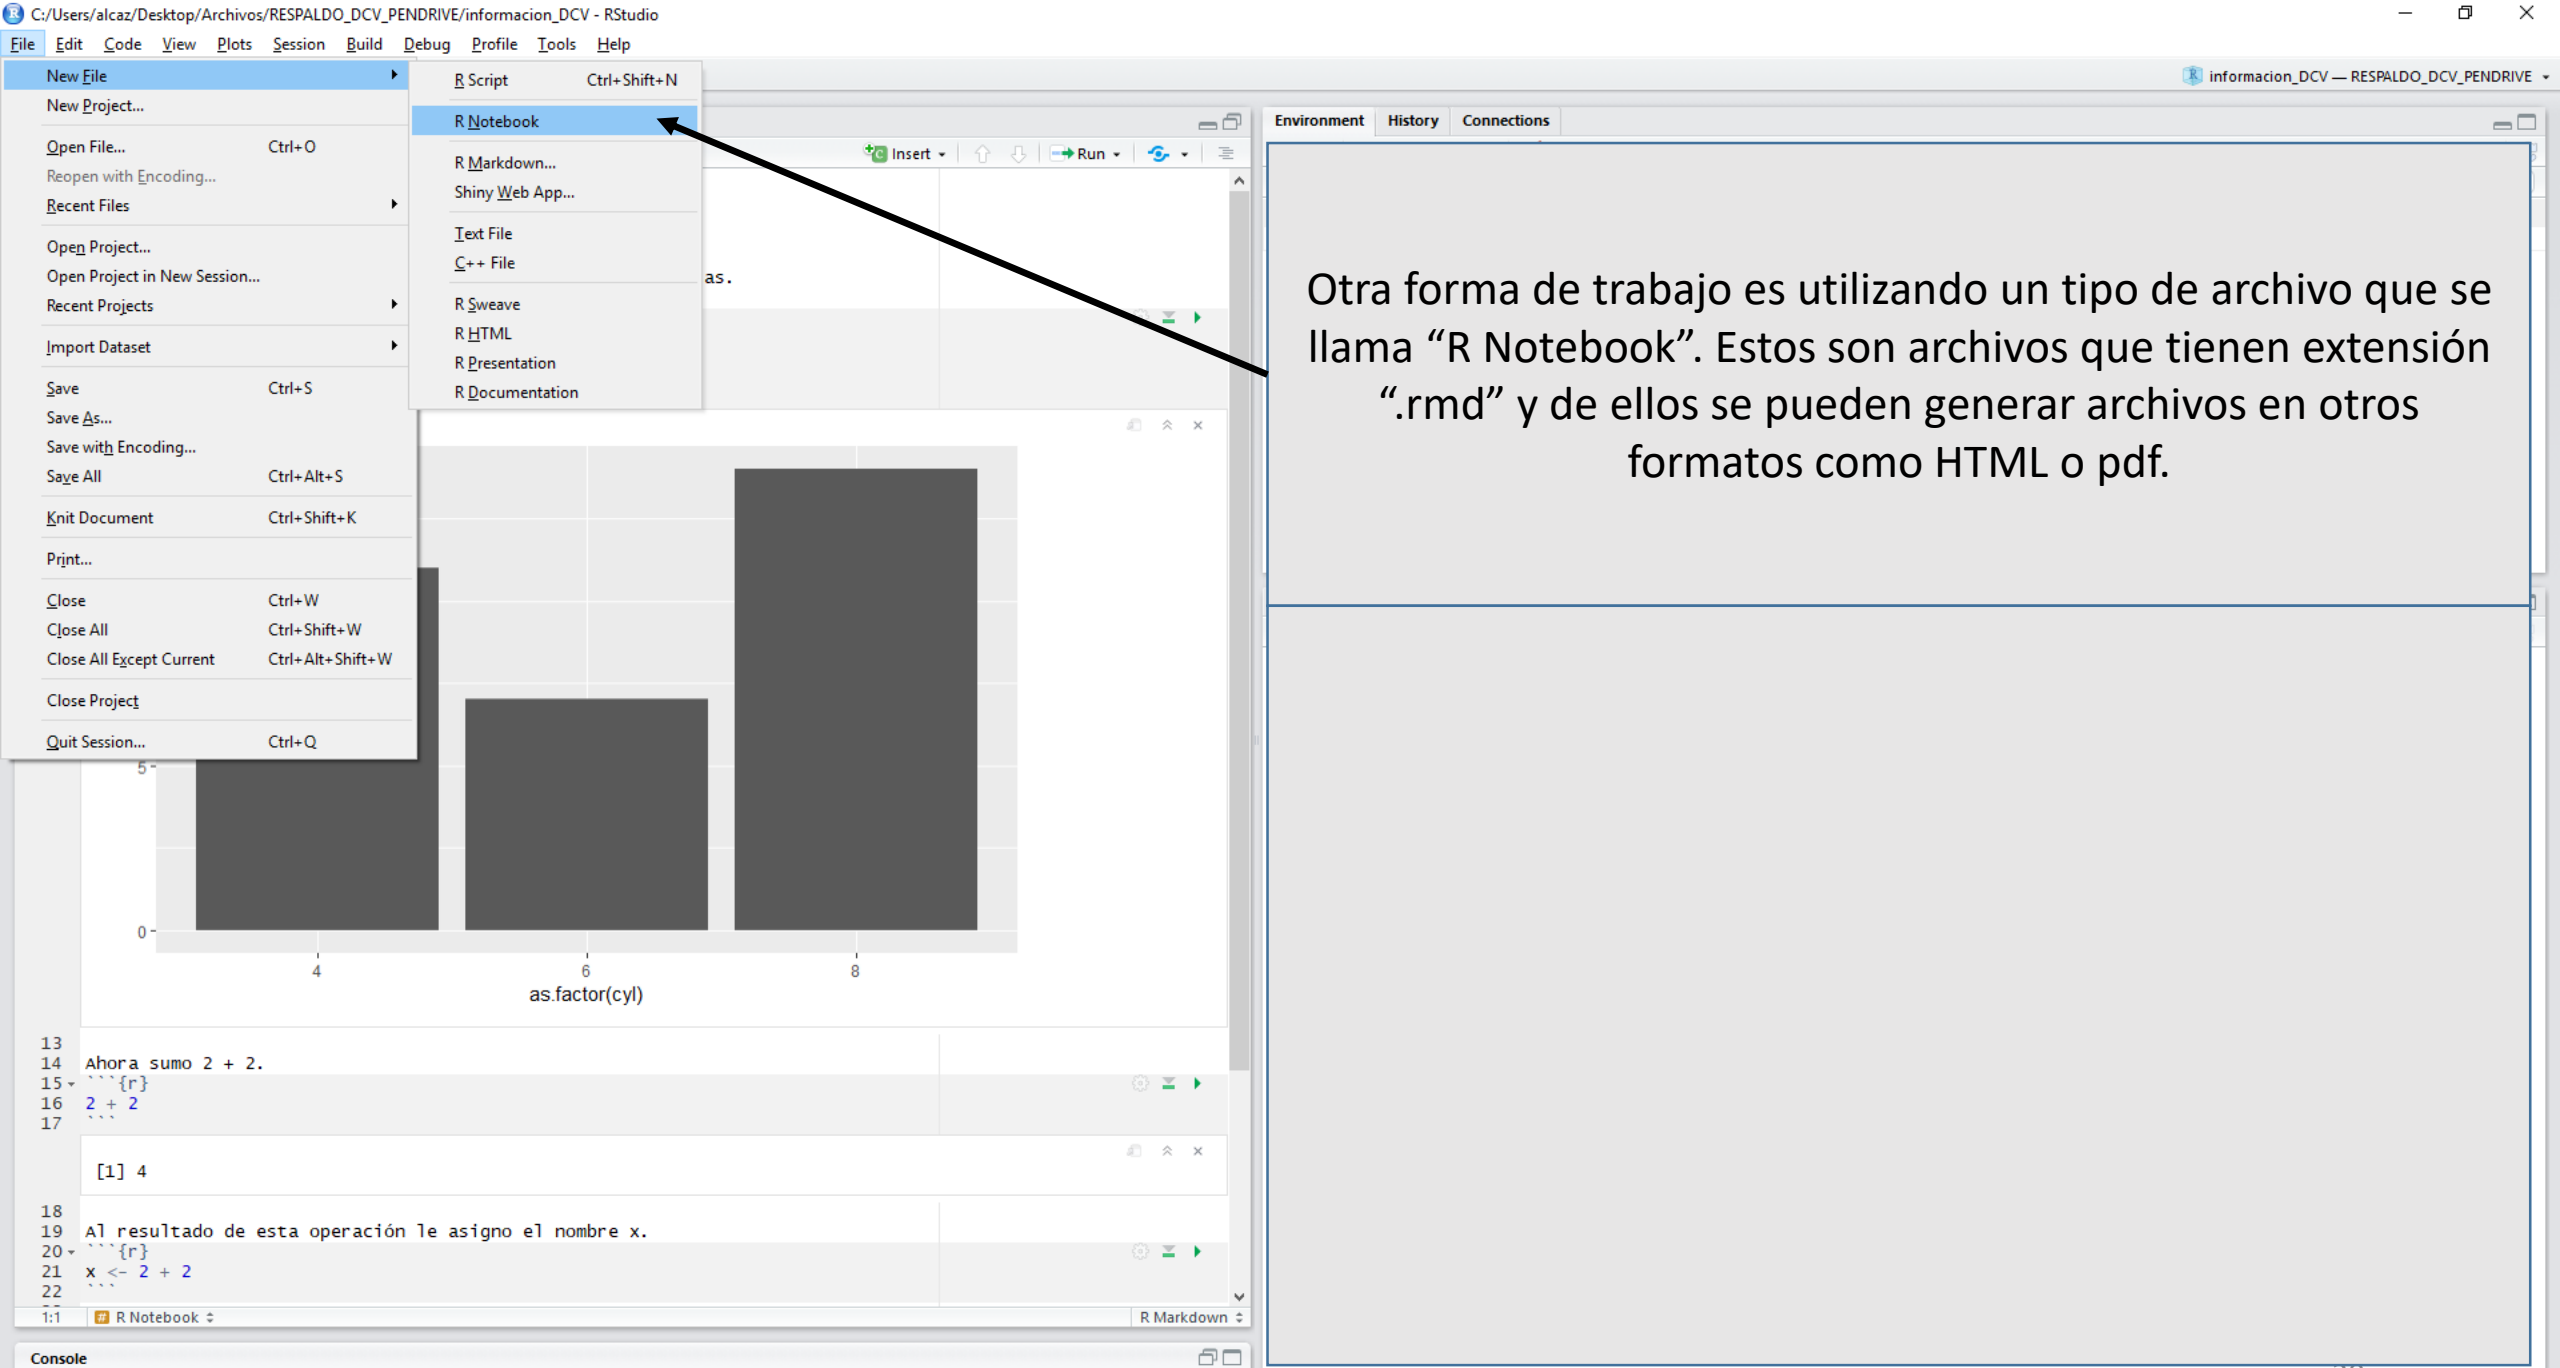 C:/Users/alcaz/Desktop/Archivos/RESPALDO_DCV_PENDRIVE/informacion_DCV - RStudio
File Edit Code View Plots Session Build Debug Profile Tools Help
informacion_DCV — RESPALDO_DCV_PENDRIVE
New File
New Project...
Open File... Ctrl+O
Reopen with Encoding...
Recent Files
Open Project...
Open Project in New Session...
Recent Projects
Import Dataset
Save Ctrl+S
Save As...
Save with Encoding...
Save All Ctrl+Alt+S
Knit Document Ctrl+Shift+K
Print...
Close Ctrl+W
Close All Ctrl+Shift+W
Close All Except Current Ctrl+Alt+Shift+W
Close Project
Quit Session... Ctrl+Q
R Script Ctrl+Shift+N
R Notebook
R Markdown...
Shiny Web App...
Text File
C++ File
R Sweave
R HTML
R Presentation
R Documentation
Insert Run
as.
Environment History Connections
Otra forma de trabajo es utilizando un tipo de archivo que se
llama “R Notebook”. Estos son archivos que tienen extensión
“.rmd” y de ellos se pueden generar archivos en otros
formatos como HTML o pdf.
5
0
4 6 8
as.factor(cyl)
13
14 Ahora sumo 2 + 2.
15 ```{r}
16 2 + 2
17 ```
[1] 4
18
19 Al resultado de esta operación le asigno el nombre x.
20 ```{r}
21 x <- 2 + 2
22 ```
1:1 R Notebook R Markdown
Console